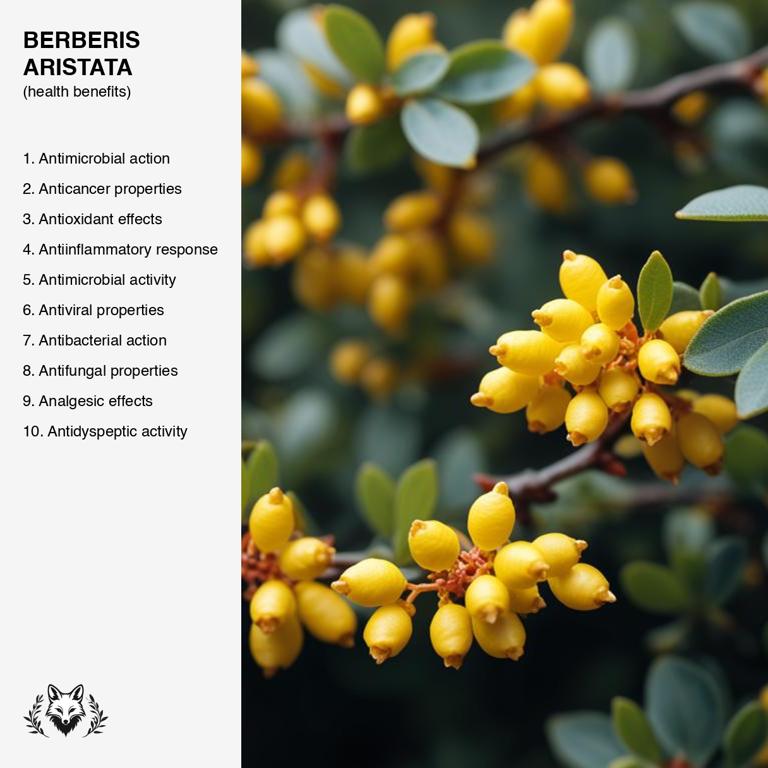 BERBERIS
ARISTATA
(health benefits)
1. Antimicrobial action
2. Anticancer properties
3. Antioxidant effects
4. Antiinflammatory response
5. Antimicrobial activity
6. Antiviral properties
7. Antibacterial action
8. Antifungal properties
9. Analgesic effects
10. Antidyspeptic activity